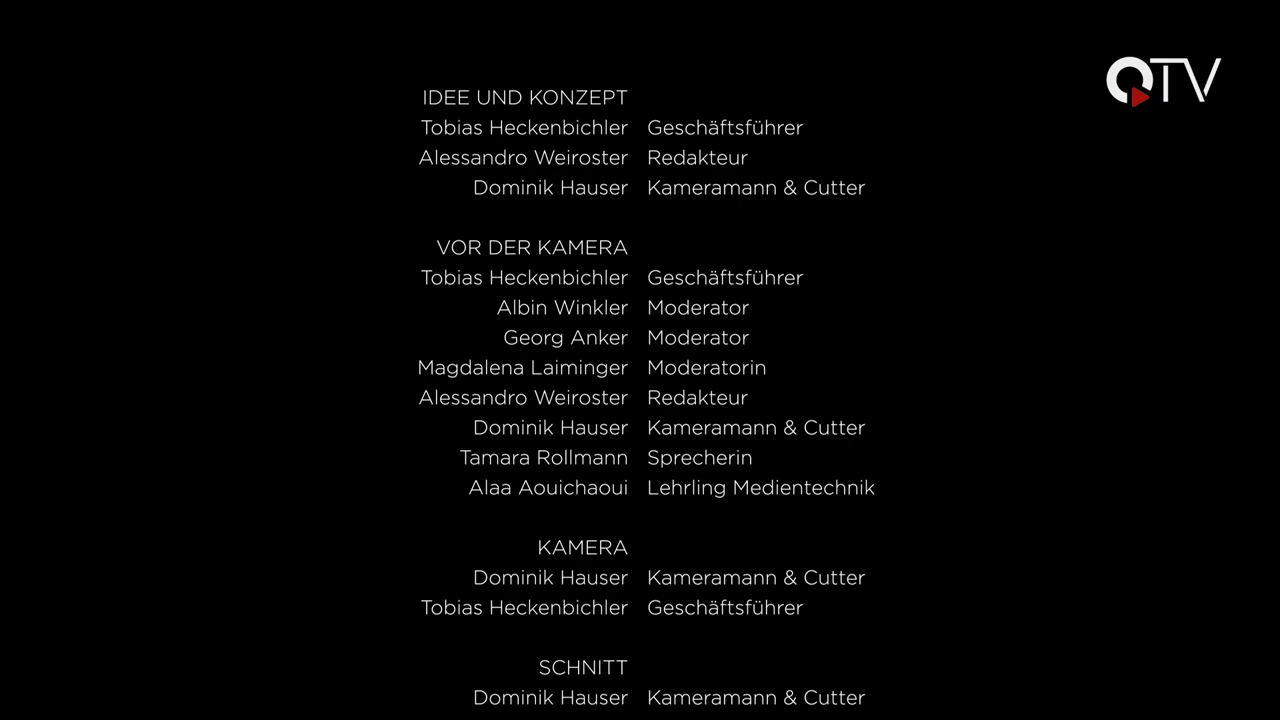 QTV
IDEE UND KONZEPT
Tobias Heckenbichler Geschäftsführer
Alessandro Weiroster Redakteur
Dominik Hauser Kameramann & Cutter
VOR DER KAMERA
Tobias Heckenbichler Geschäftsführer
Albin Winkler Moderator
Georg Anker Moderator
Magdalena Laiminger Moderatorin
Alessandro Weiroster Redakteur
Dominik Hauser Kameramann & Cutter
Tamara Rollmann Sprecherin
Alaa Aouichaoui Lehrling Medientechnik
KAMERA
Dominik Hauser Kameramann & Cutter
Tobias Heckenbichler Geschäftsführer
SCHNITT
Dominik Hauser Kameramann & Cutter